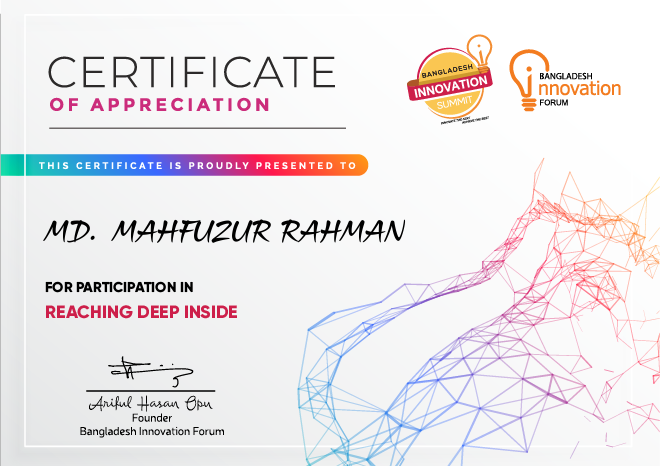 CERTIFICATE
OF APPRECIATION
BANGLADESH
INNOVATION
SUMMIT
BANGLADESH
innovation
FORUM
THIS CERTIFICATE IS PROUDLY PRESENTED TO
MD. MAHFUZUR RAHMAN
FOR PARTICIPATION IN
REACHING DEEP INSIDE
Ariful Hasan Opu
Founder
Bangladesh Innovation Forum